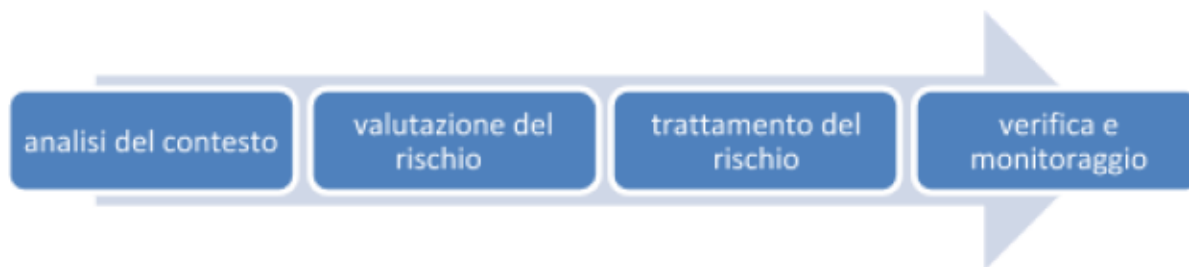 analisi del contesto
valutazione del
rischio
trattamento del
rischio
verifica e
monitoraggio